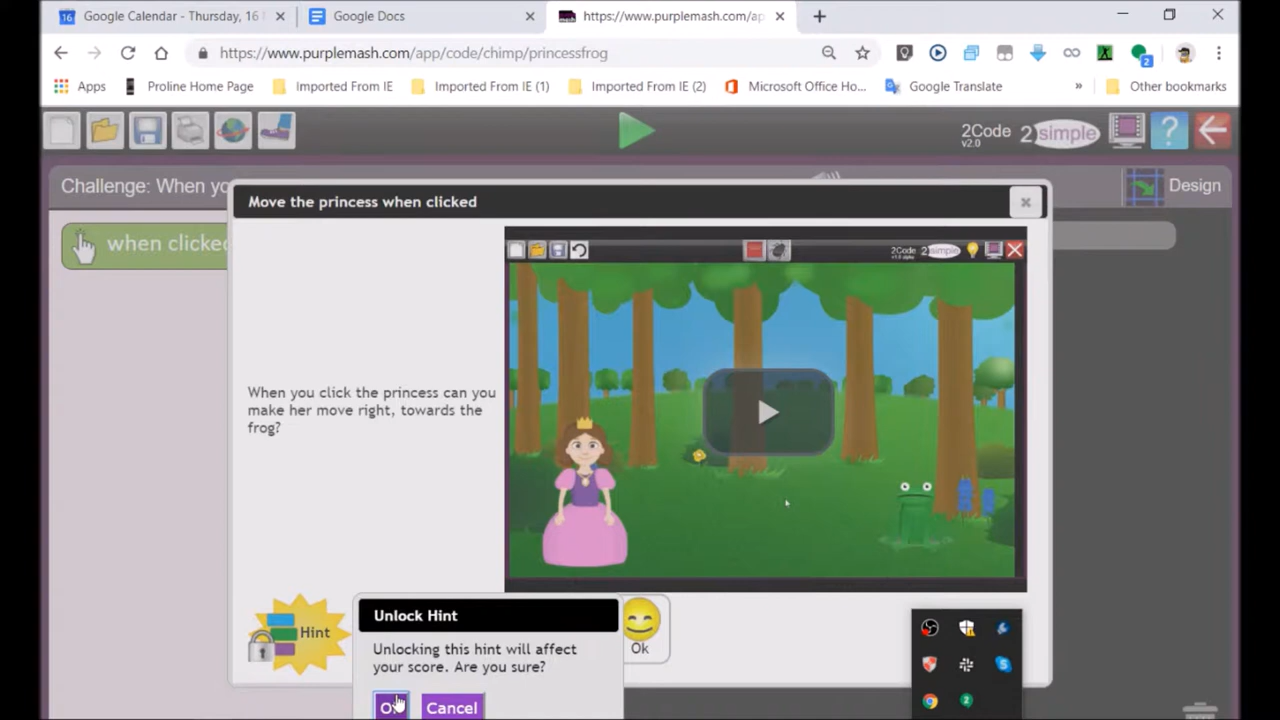 Google Calendar - Thursday, 16
Google Docs
https://www.purplemash.com/ap
https://www.purplemash.com/app/code/chimp/princessfrog
Apps
Proline Home Page
Imported From IE
Imported From IE (1)
Imported From IE (2)
Microsoft Office Ho...
Google Translate
»
Other bookmarks
2Code
v2.0
2simple
?
Challenge: When yo
Design
when clicked
Move the princess when clicked
2Code
2simple
When you click the princess can you
make her move right, towards the
frog?
Hint
Unlock Hint
Unlocking this hint will affect
your score. Are you sure?
Cancel
Ok
2
2